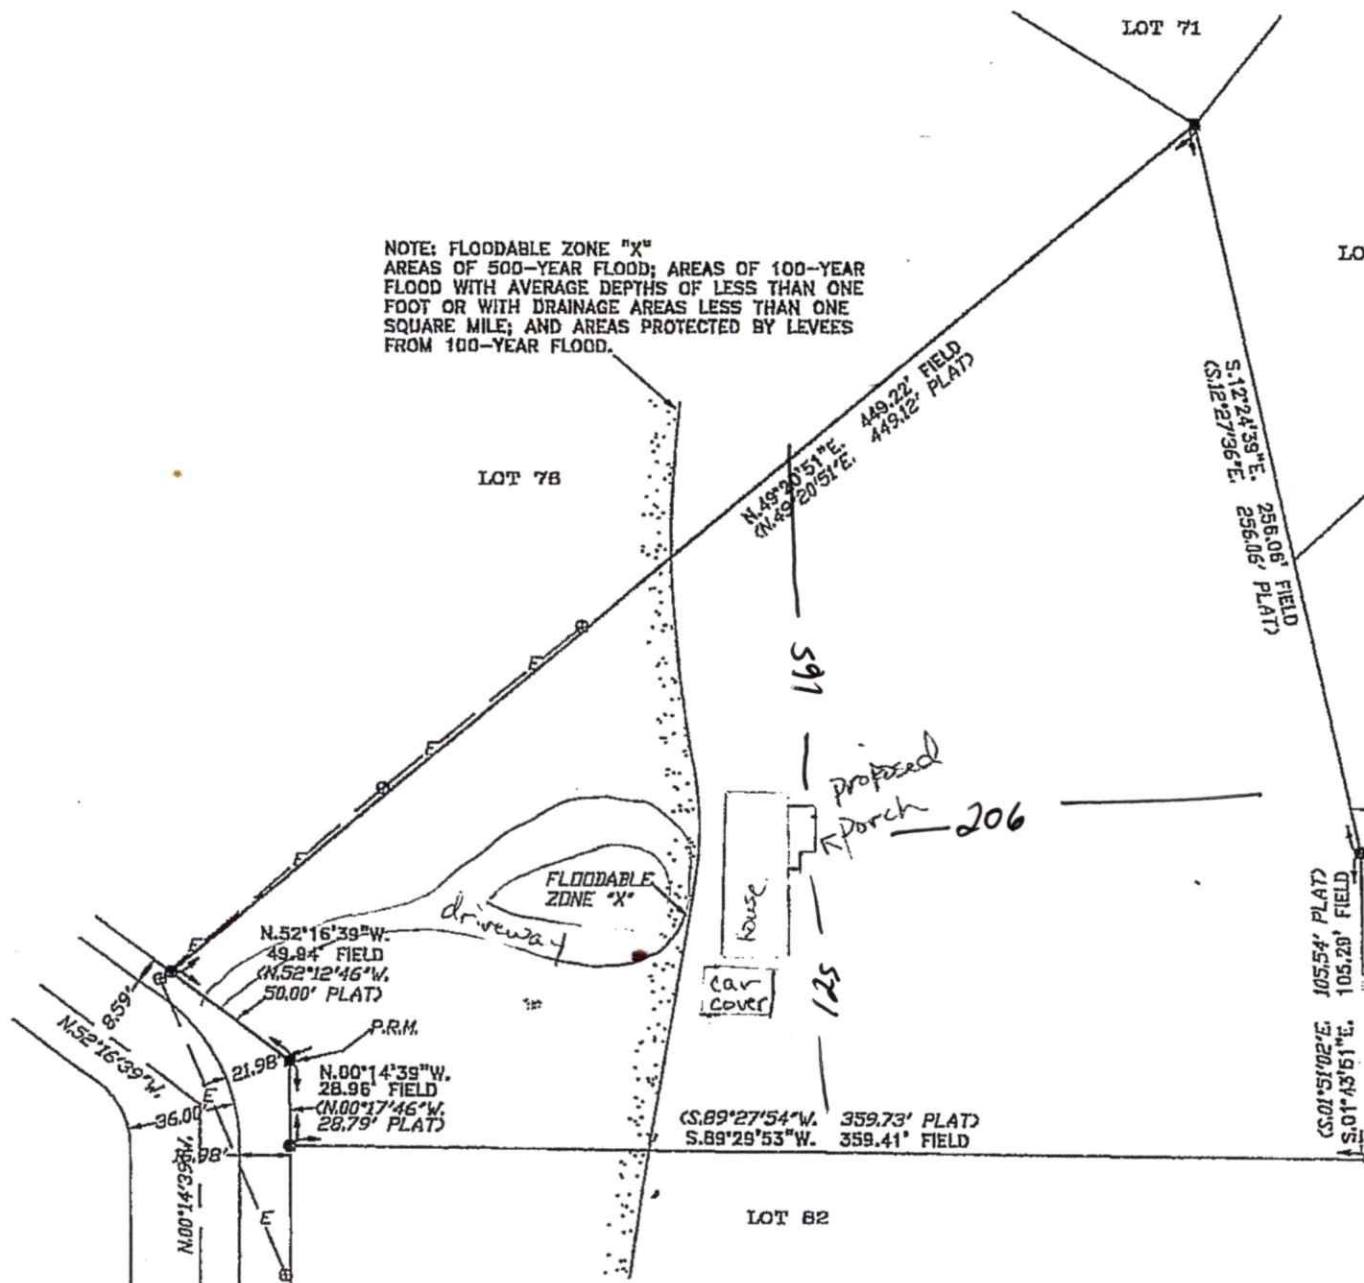 LOT 71
LO
NOTE: FLOODABLE ZONE "X"
AREAS OF 500-YEAR FLOOD; AREAS OF 100-YEAR
FLOOD WITH AVERAGE DEPTHS OF LESS THAN ONE
FOOT OR WITH DRAINAGE AREAS LESS THAN ONE
SQUARE MILE; AND AREAS PROTECTED BY LEVEES
FROM 100-YEAR FLOOD.
N.49°20'51"E. 449.22' FIELD
(N.49°20'51"E. 449.12' PLAT)
S.12°24'39"E. 256.06' FIELD
(S.12°27'36"E. 256.06' PLAT)
LOT 78
E
E
E
E
proposed
porch
206
house
car
cover
driveway
FLOODABLE
ZONE "X"
N.52°16'39"W.
49.94' FIELD
(N.52°12'46"W.
50.00' PLAT)
P.R.M.
8.59'
N.52°16'39"W.
21.98'
E
36.00'
N.00°14'39"W.
28.96' FIELD
(N.00°17'46"W.
28.79' PLAT)
N.00°14'39"W.
E
(S.89°27'54"W. 359.73' PLAT)
S.89°29'53"W. 359.41' FIELD
(S.01°51'02"E. 105.54' PLAT)
S.01°43'51"E. 105.29' FIELD
LOT 82